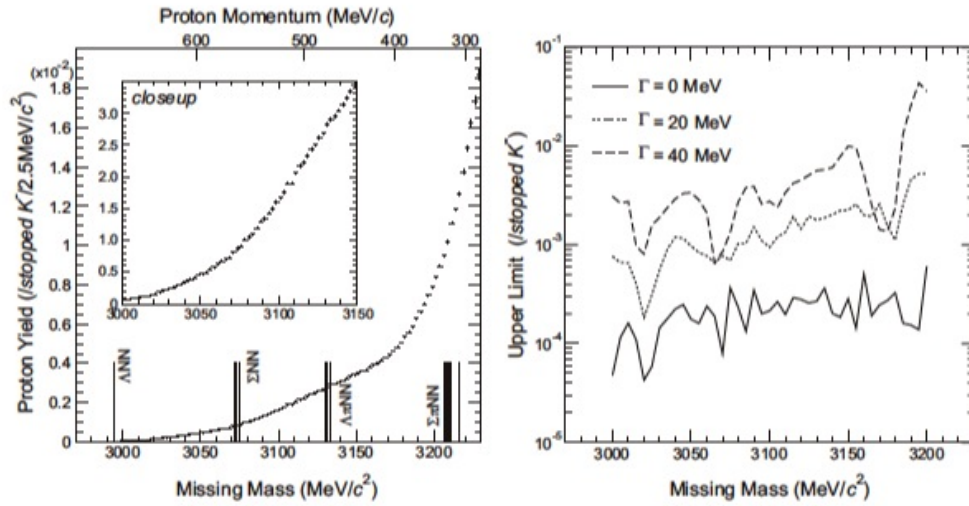 Proton Momentum (MeV/c)
600 500 400 300
(x10⁻²)
1.8
1.6
1.4
1.2
1
0.8
0.6
0.4
0.2
0
Proton Yield (/stopped K⁻/2.5MeV/c²)
closeup
3.0
2.5
2.0
1.5
1.0
0.5
0
3000 3050 3100 3150
ΛNN
ΣNN
ΛπNN
ΣπNN
3000 3050 3100 3150 3200
Missing Mass (MeV/c²)
10⁻¹
10⁻²
10⁻³
10⁻⁴
10⁻⁵
Upper Limit (/stopped K⁻)
Γ = 0 MeV
Γ = 20 MeV
Γ = 40 MeV
3000 3050 3100 3150 3200
Missing Mass (MeV/c²)